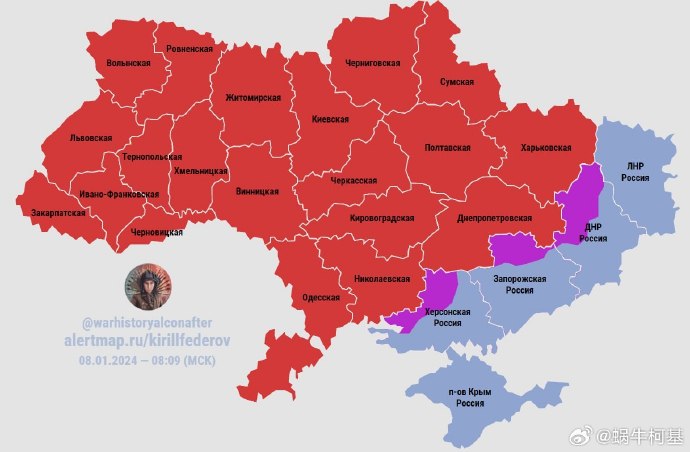 Ровненская
Волынская
Черниговская
Сумская
Житомирская
Киевская
Львовская
Полтавская
Харьковская
Тернопольская
Хмельницкая
Черкасская
ЛНР
Россия
Ивано-Франковская
Винницкая
Закарпатская
Кировоградская
Днепропетровская
Черновицкая
ДНР
Россия
Николаевская
Запорожская
Россия
Одесская
Херсонская
Россия
@warhistoryalconafter
alertmap.ru/kirillfederov
08.01.2024 — 08:09 (МСК)
п-ов Крым
Россия
@蜗牛柯基